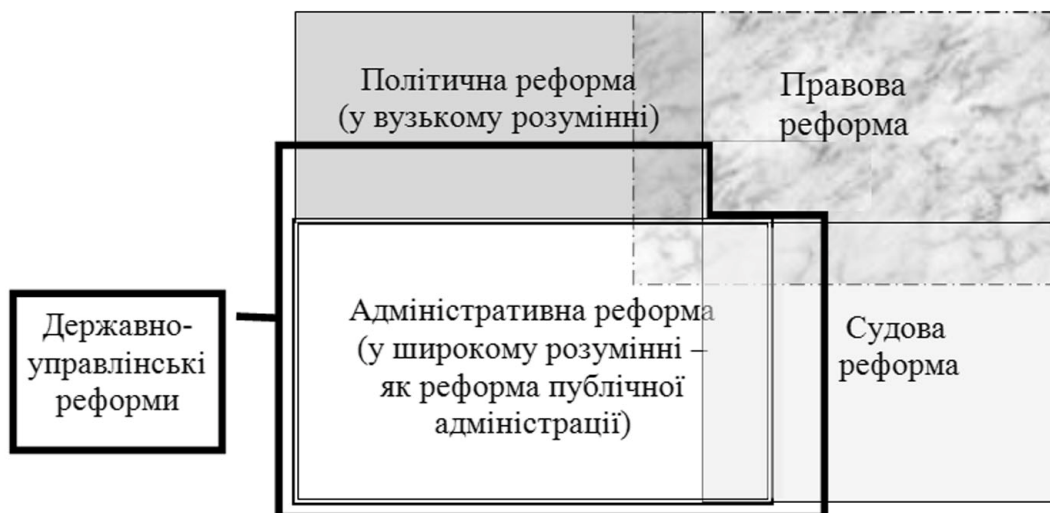 Політична реформа
(у вузькому розумінні)
Правова
реформа
Державно-
управлінські
реформи
Адміністративна реформа
(у широкому розумінні –
як реформа публічної
адміністрації)
Судова
реформа